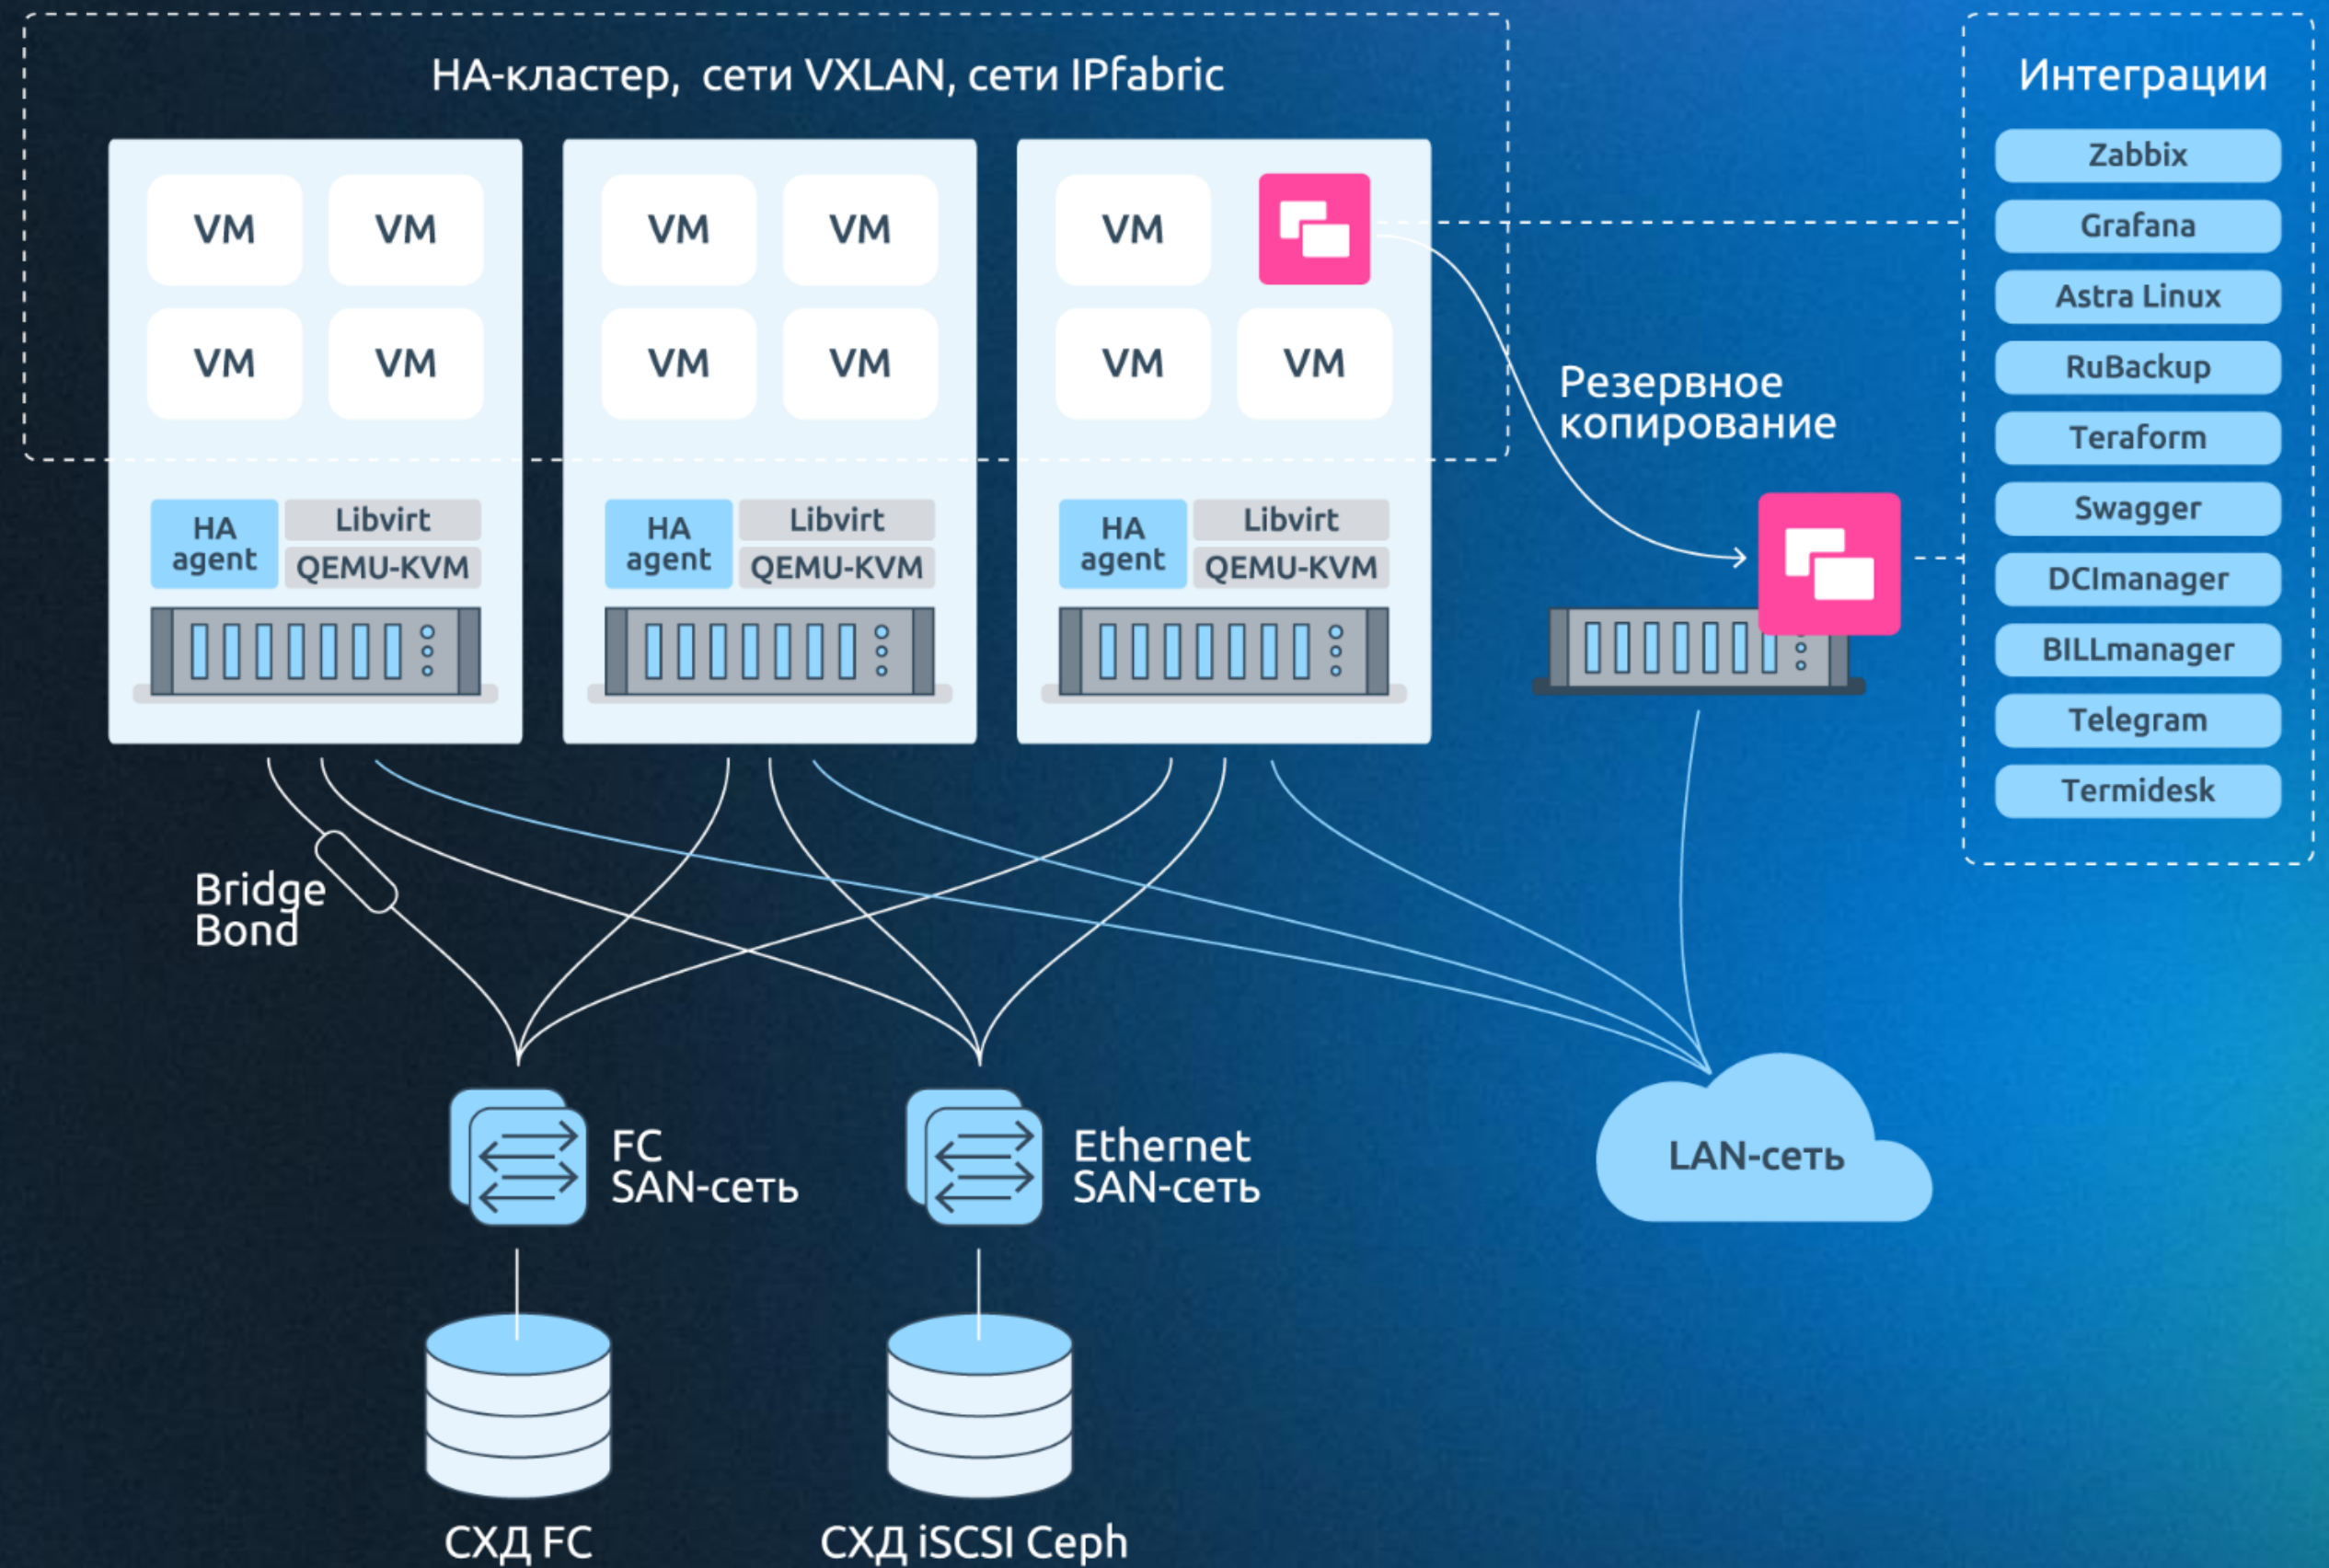 HA-кластер, сети VXLAN, сети IPfabric
VM
VM
VM
VM
HA
agent
Libvirt
QEMU-KVM
VM
VM
VM
VM
HA
agent
Libvirt
QEMU-KVM
VM
VM
VM
HA
agent
Libvirt
QEMU-KVM
Резервное
копирование
Интеграции
Zabbix
Grafana
Astra Linux
RuBackup
Teraform
Swagger
DCImanager
BILLmanager
Telegram
Termidesk
Bridge
Bond
FC
SAN-сеть
Ethernet
SAN-сеть
LAN-сеть
СХД FC
СХД iSCSI Ceph